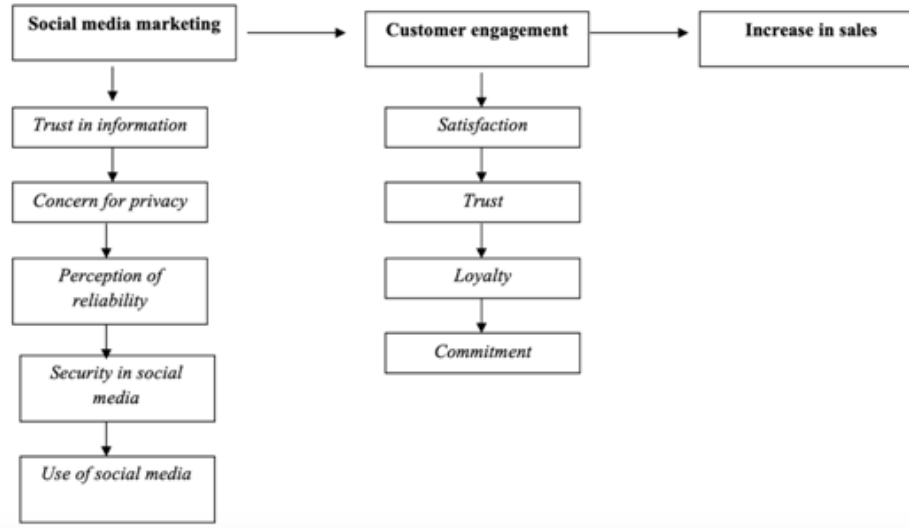 Social media marketing
Customer engagement
Increase in sales
Trust in information
Concern for privacy
Perception of
reliability
Security in social
media
Use of social media
Satisfaction
Trust
Loyalty
Commitment